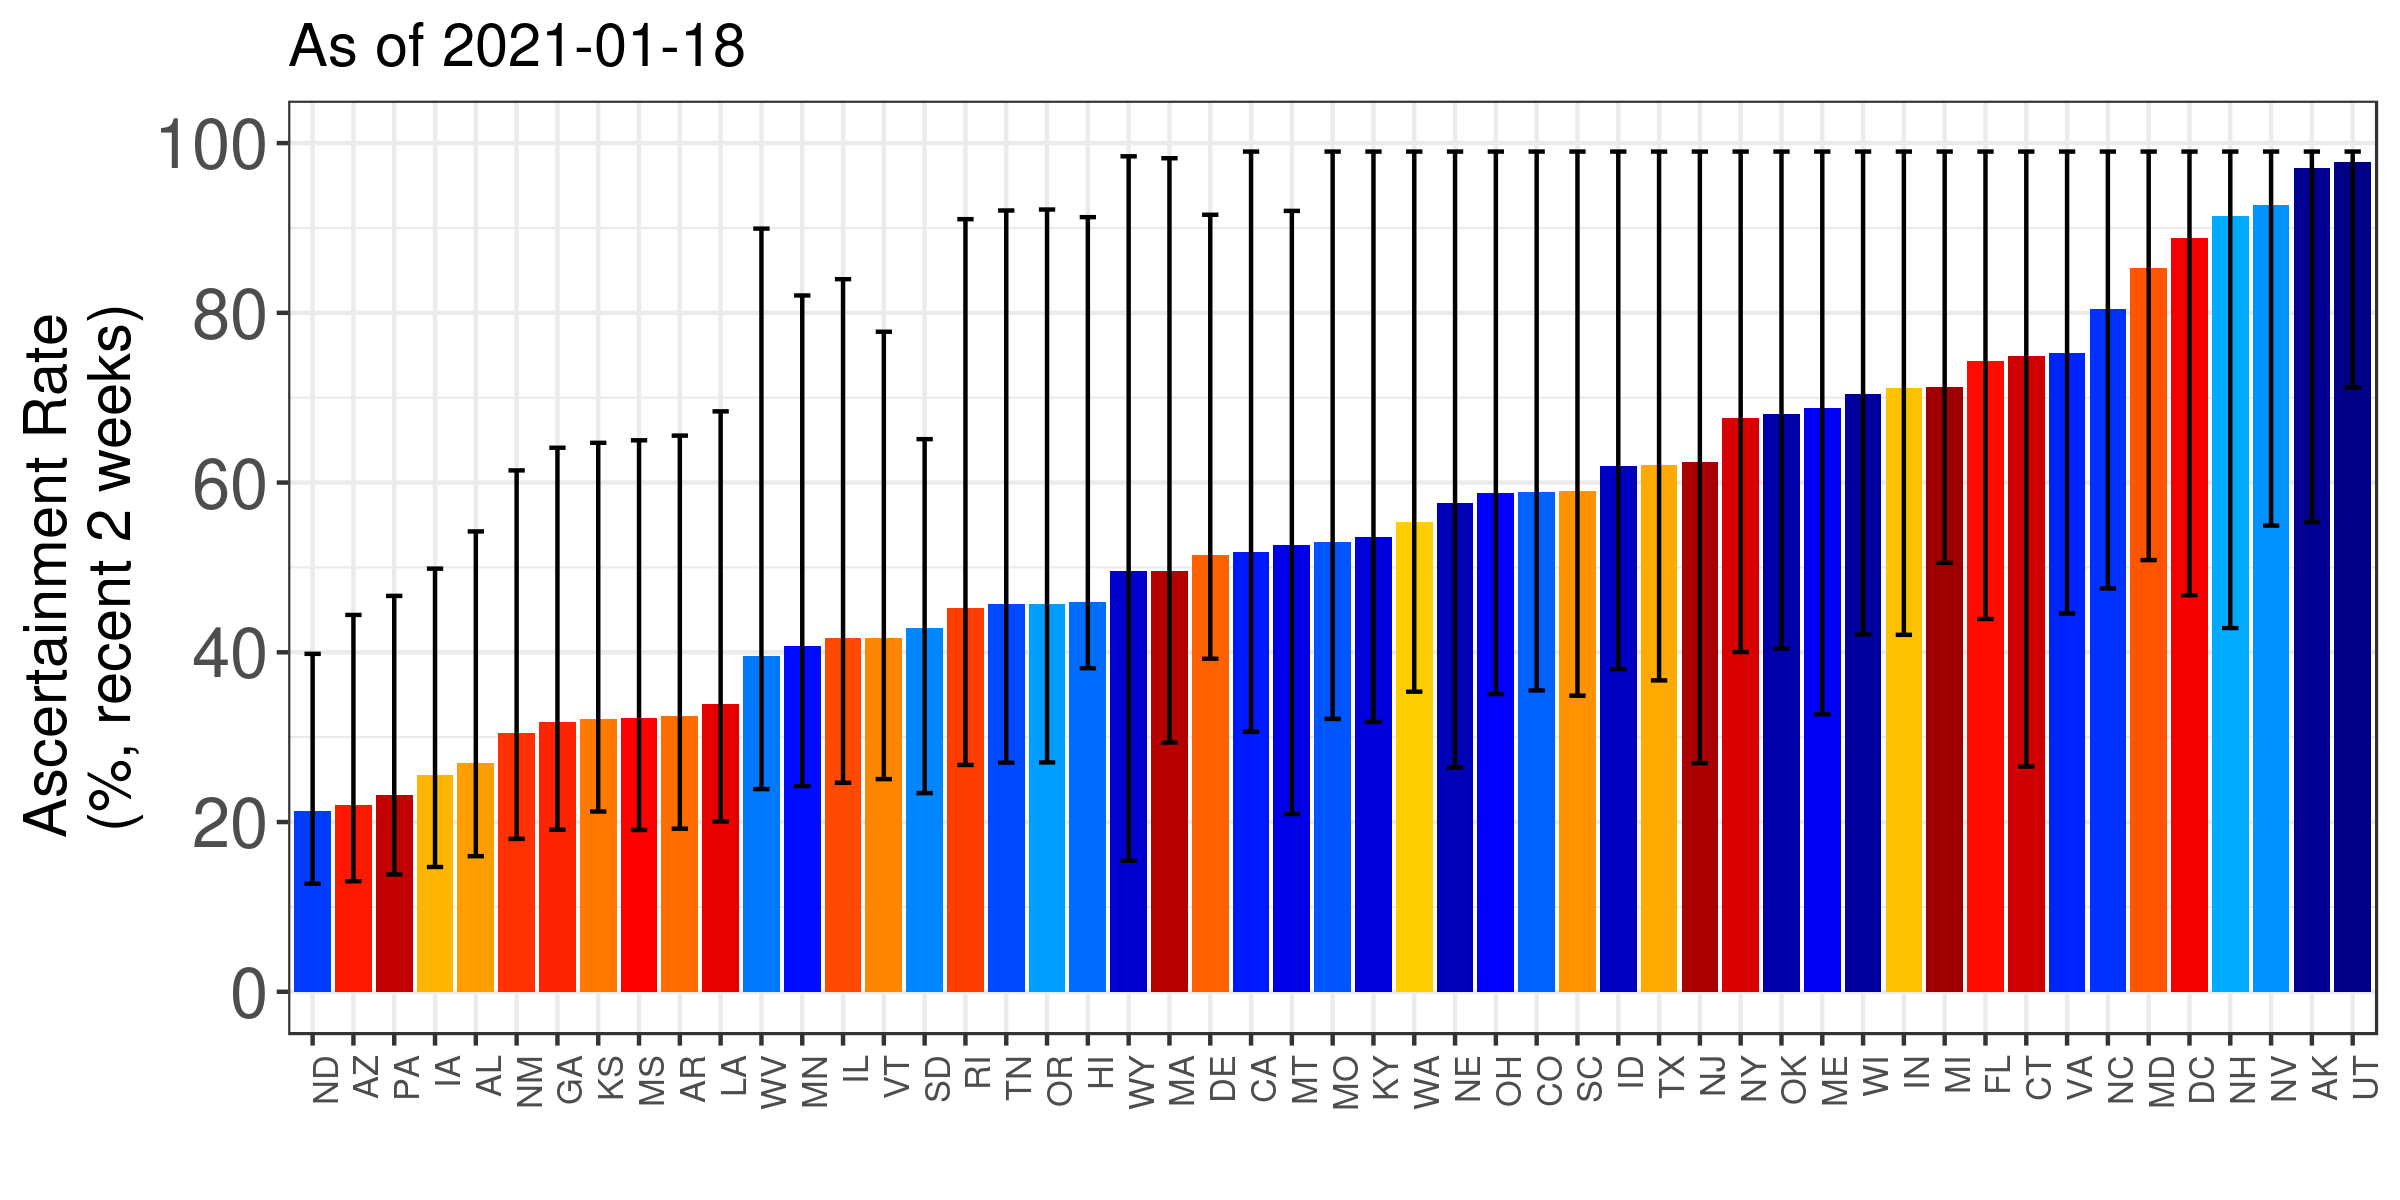 As of 2021-01-18
Ascertainment Rate
(%, recent 2 weeks)
100
80
60
40
20
0
ND AZ PA IA AL NM GA KS MS AR LA WV MN IL VT SD RI TN OR HI WY MA DE CA MT MO KY WA NE OH CO SC ID TX NJ NY OK ME WI IN MI FL CT VA NC MD DC NH NV AK UT